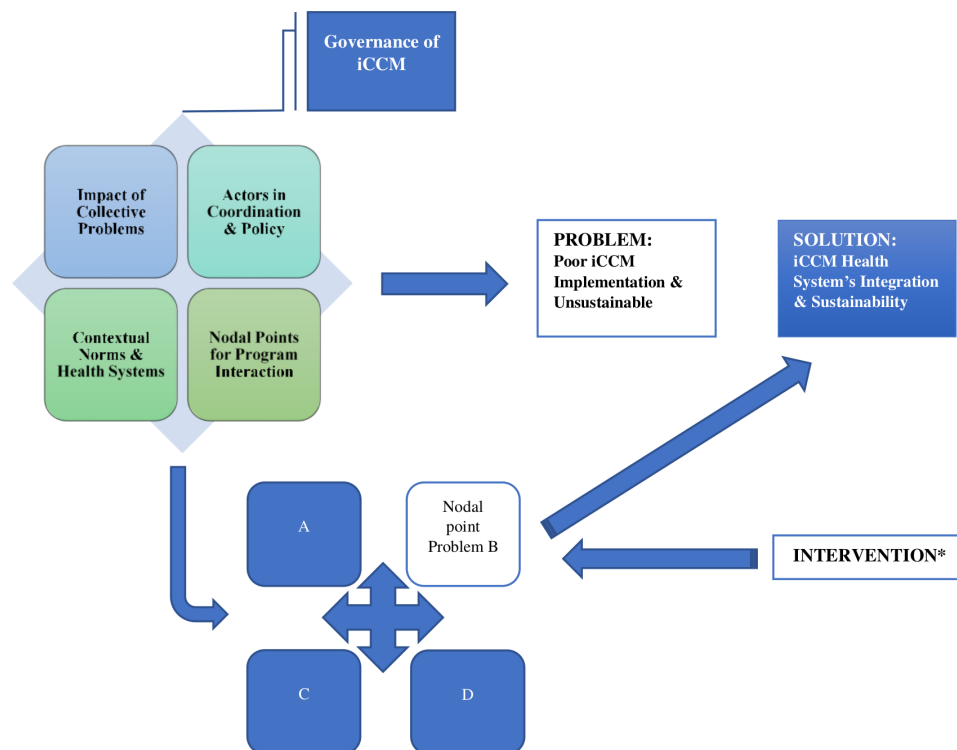 Governance of
iCCM
Impact of
Collective
Problems
Actors in
Coordination
& Policy
Contextual
Norms &
Health Systems
Nodal Points
for Program
Interaction
PROBLEM:
Poor iCCM
Implementation &
Unsustainable
SOLUTION:
iCCM Health
System’s Integration
& Sustainability
A
Nodal
point
Problem B
INTERVENTION*
C
D